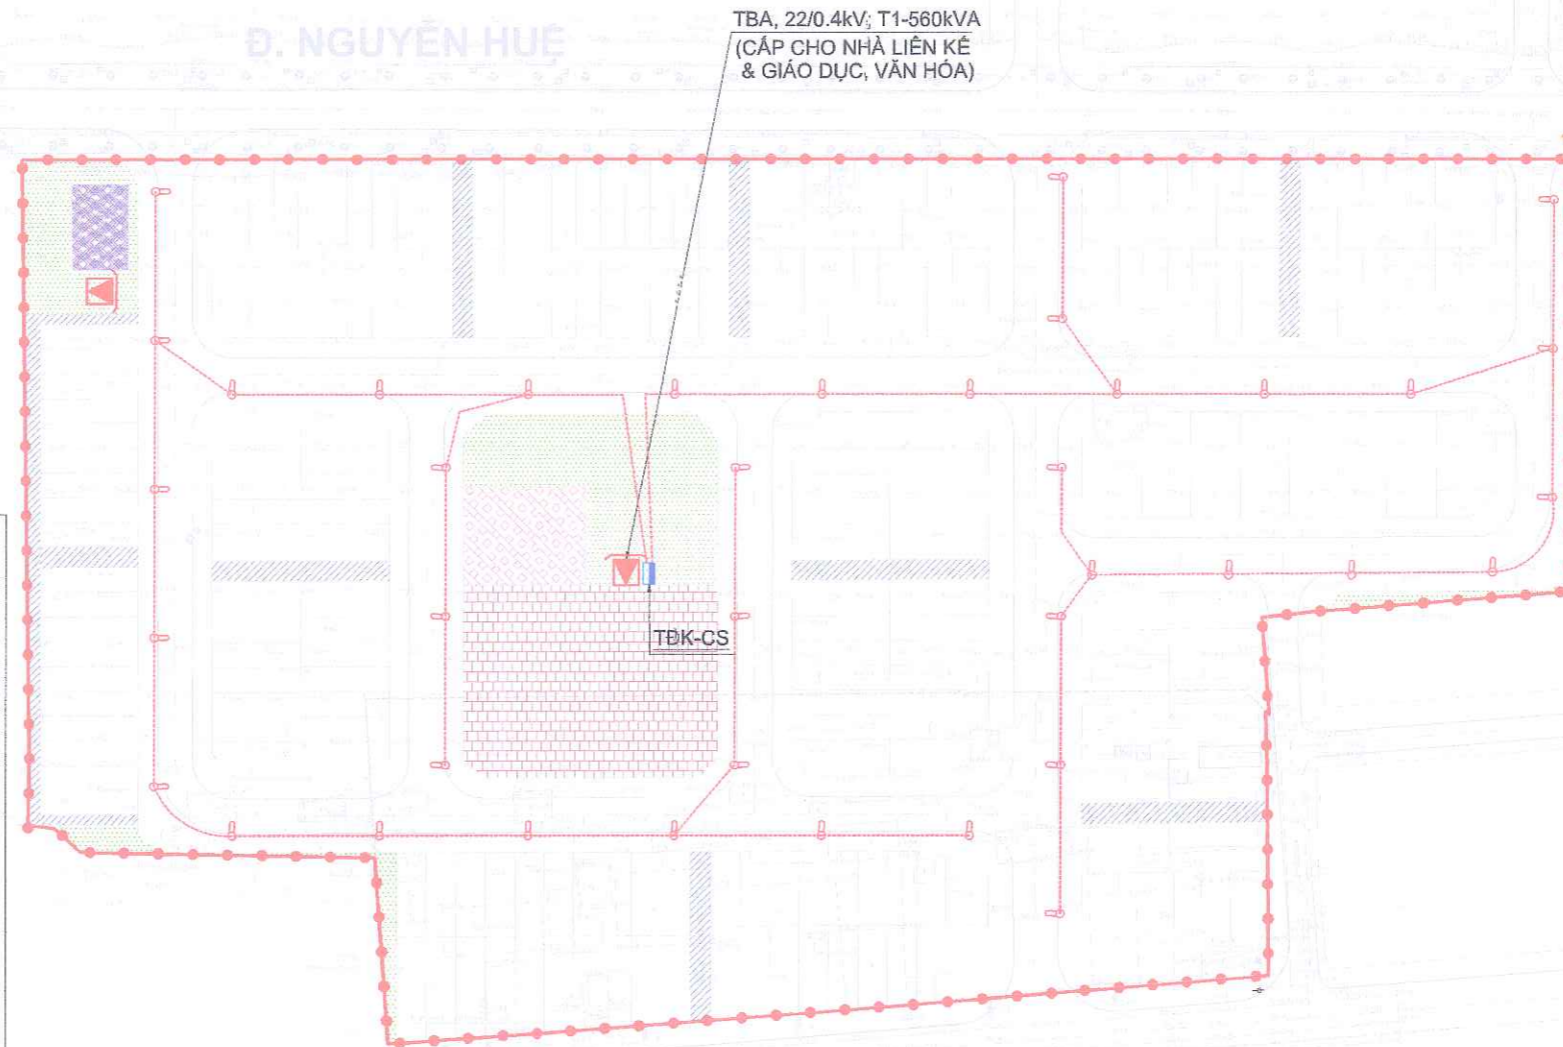 TBA, 22/0.4kV; T1-560kVA
(CẤP CHO NHÀ LIÊN KẾ
& GIÁO DỤC, VĂN HÓA)
Đ. NGUYỄN HUỆ
TĐK-CS